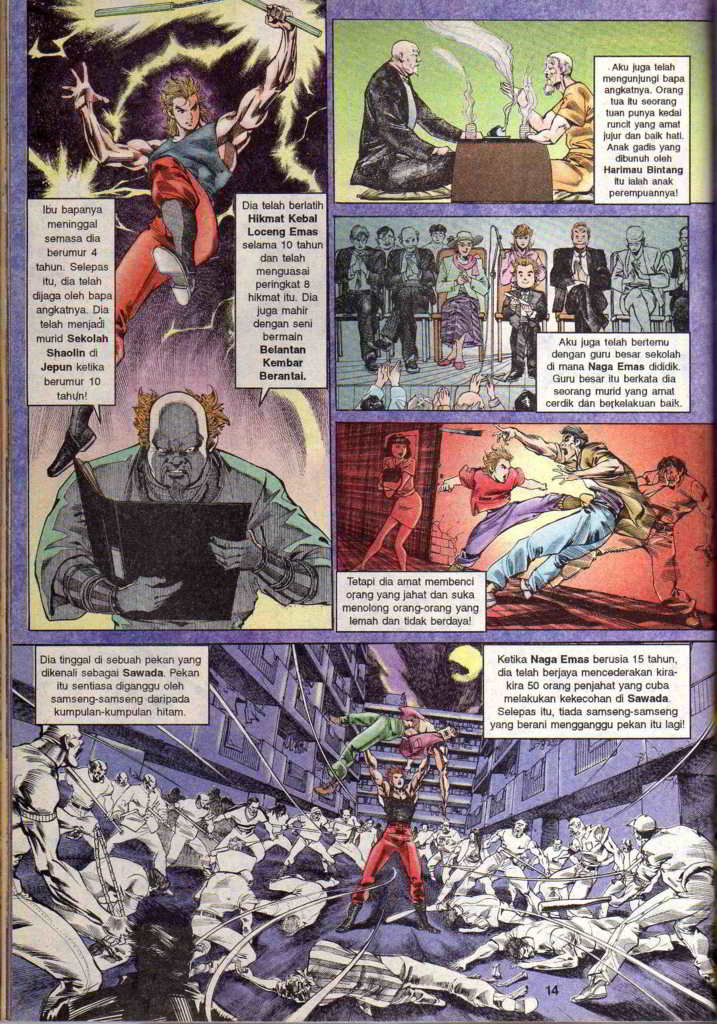 Ibu bapanya
meninggal
semasa dia
berumur 4
tahun. Selepas
itu, dia telah
dijaga oleh bapa
angkatnya. Dia
telah menjadi
murid Sekolah
Shaolin di
Jepun ketika
berumur 10
tahun!
Dia telah berlatih
Hikmat Kebal
Loceng Emas
selama 10 tahun
dan telah
menguasai
peringkat 8
hikmat itu. Dia
juga mahir
dengan seni
bermain
Belantan
Kembar
Berantai.
Aku juga telah
mengunjungi bapa
angkatnya. Orang
tua itu seorang
tuan punya kedai
runcit yang amat
jujur dan baik hati.
Anak gadis yang
dibunuh oleh
Harimau Bintang
itu ialah anak
perempuannya!
Aku juga telah bertemu
dengan guru besar sekolah
di mana Naga Emas dididik.
Guru besar itu berkata dia
seorang murid yang amat
cerdik dan berkelakuan baik.
Tetapi dia amat membenci
orang yang jahat dan suka
menolong orang-orang yang
lemah dan tidak berdaya!
Dia tinggal di sebuah pekan yang
dikenali sebagai Sawada. Pekan
itu sentiasa diganggu oleh
samseng-samseng daripada
kumpulan-kumpulan hitam.
Ketika Naga Emas berusia 15 tahun,
dia telah berjaya mencederakan kira-
kira 50 orang penjahat yang cuba
melakukan kekecohan di Sawada.
Selepas itu, tiada samseng-samseng
yang berani mengganggu pekan itu lagi!
14